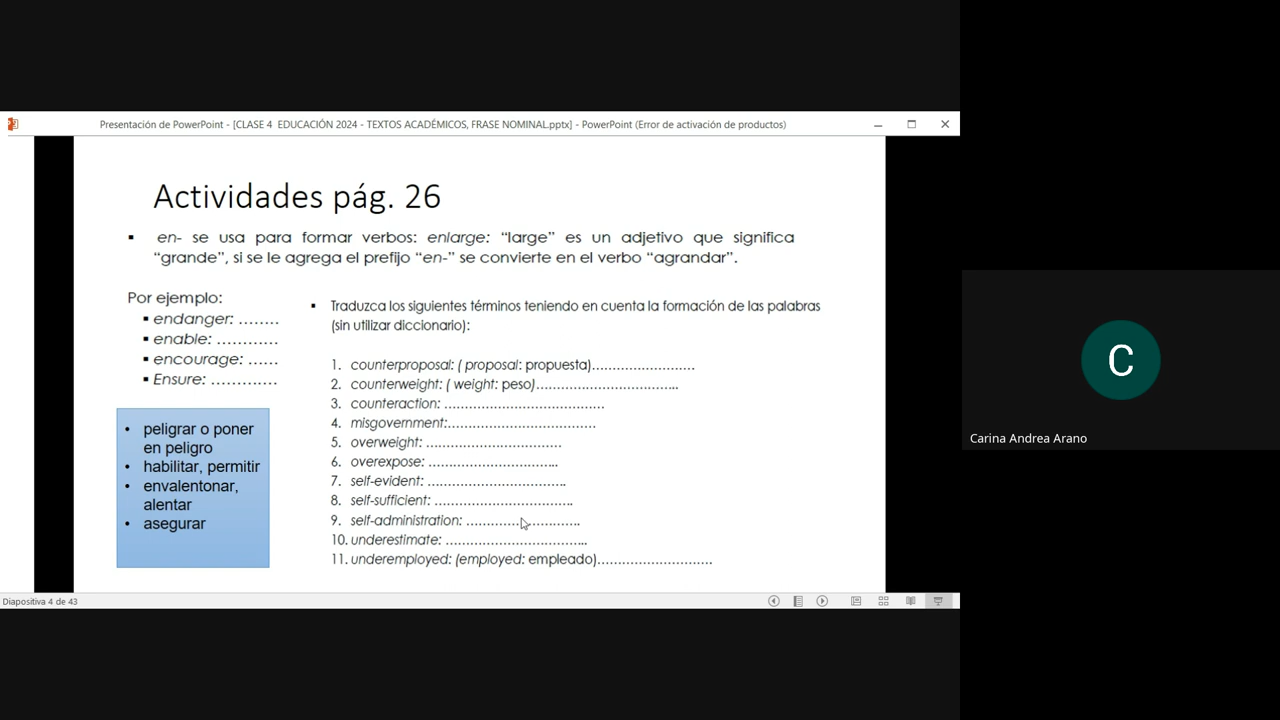 Presentación de PowerPoint - [CLASE 4 EDUCACIÓN 2024 - TEXTOS ACADÉMICOS, FRASE NOMINAL.pptx] - PowerPoint (Error de activación de productos)
Actividades pág. 26
▪ en- se usa para formar verbos: enlarge: “large” es un adjetivo que significa
“grande”, si se le agrega el prefijo “en-” se convierte en el verbo “agrandar”.
Por ejemplo:
▪ endanger: ........
▪ enable: ............
▪ encourage: ......
▪ Ensure: .............
• peligrar o poner
en peligro
• habilitar, permitir
• envalentonar,
alentar
• asegurar
▪ Traduzca los siguientes términos teniendo en cuenta la formación de las palabras
(sin utilizar diccionario):
1. counterproposal: ( proposal: propuesta)........................
2. counterweight: ( weight: peso).................................
3. counteraction: .....................................
4. misgovernment:..................................
5. overweight: ...............................
6. overexpose: ..............................
7. self-evident: ................................
8. self-sufficient: ................................
9. self-administration: ..........................
10. underestimate: .................................
11. underemployed: (employed: empleado)...........................
Diapositiva 4 de 43
C
Carina Andrea Arano